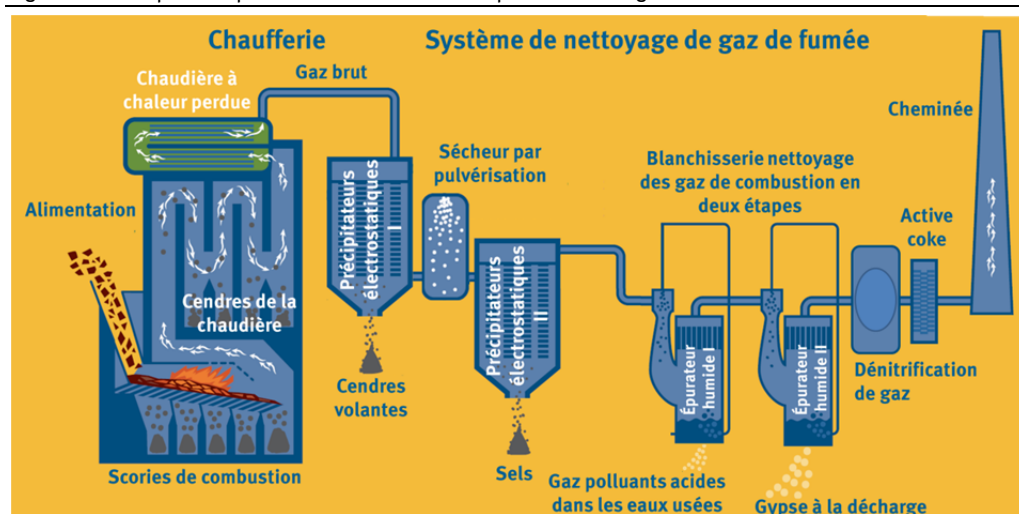 Chaufferie
Système de nettoyage de gaz de fumée
Chaudière à
chaleur perdue
Gaz brut
Cheminée
Sécheur par
pulvérisation
Blanchisserie nettoyage
des gaz de combustion en
deux étapes
Alimentation
Active
coke
Précipitateurs
électrostatiques
I
Précipitateurs
électrostatiques
II
Cendres de la
chaudière
Épurateur
humide I
Épurateur
humide II
Dénitrification
de gaz
Cendres
volantes
Scories de combustion
Sels
Gaz polluants acides
dans les eaux usées
Gypse à la décharge